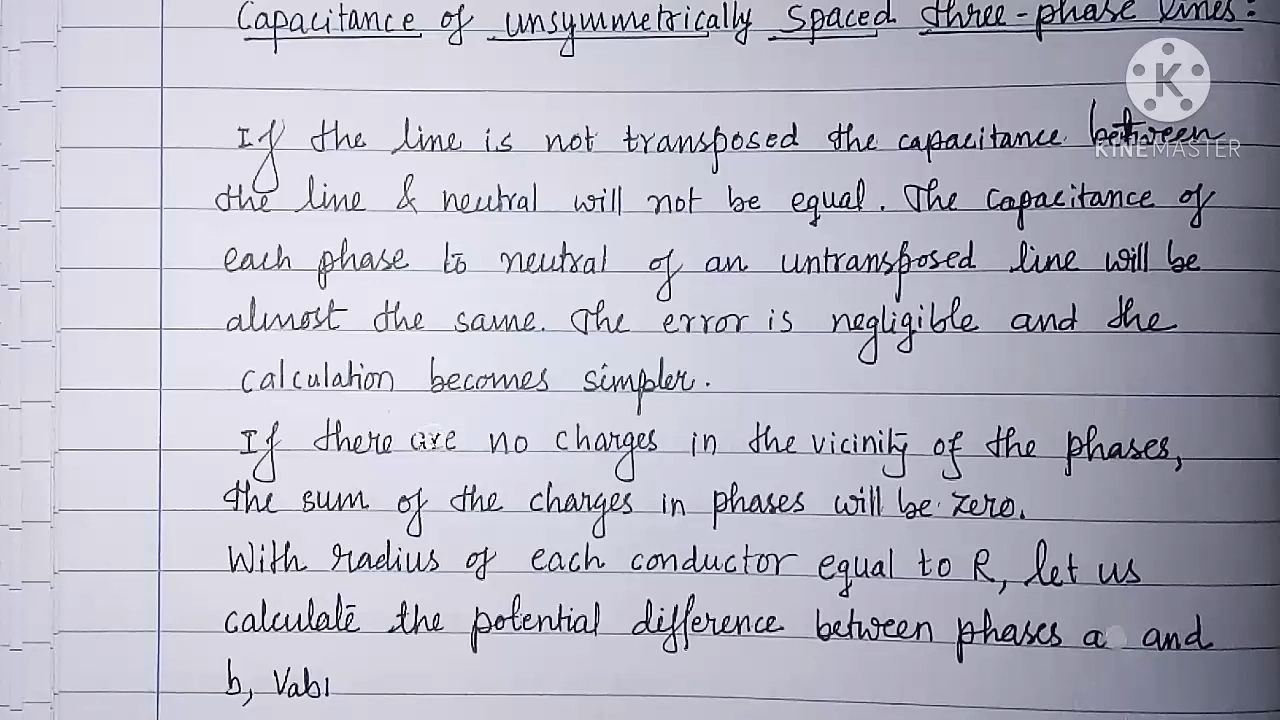 Capacitance of unsymmetrically spaced three-phase lines:
K
If the line is not transposed the capacitance between
KINEMASTER
the line & neutral will not be equal. The capacitance of
each phase to neutral of an untransposed line will be
almost the same. The error is negligible and the
calculation becomes simpler.
If there are no charges in the vicinity of the phases,
the sum of the charges in phases will be zero.
With radius of each conductor equal to R, let us
calculate the potential difference between phases a and
b, Vab1